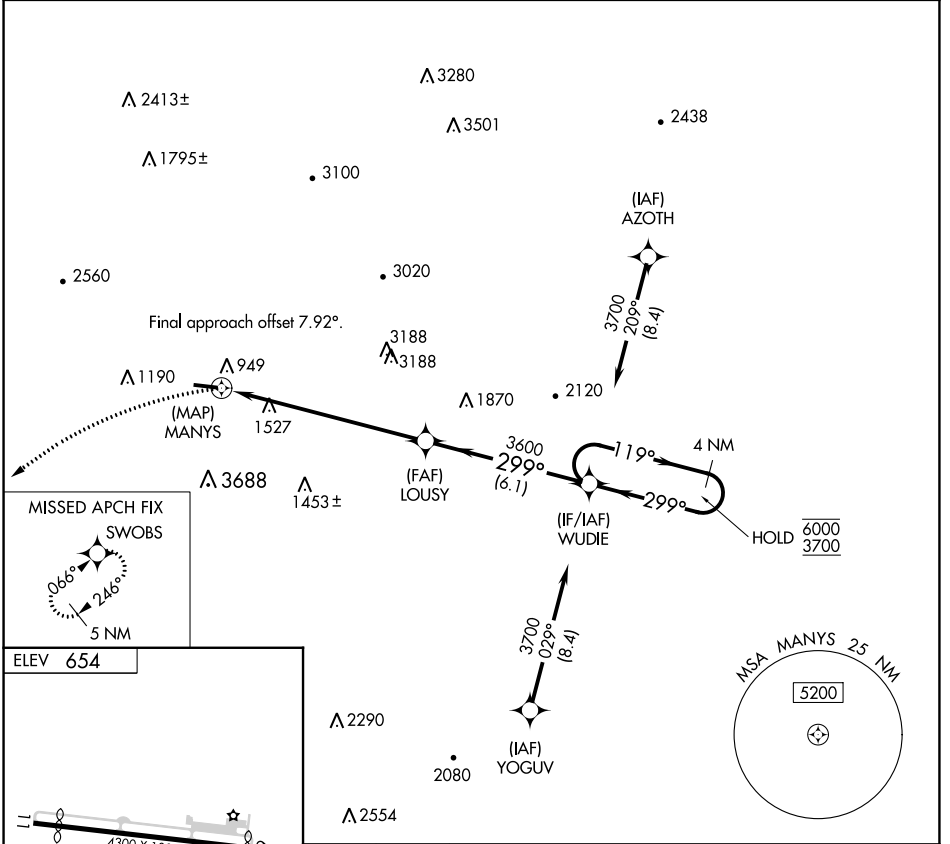 3280
2413±
3501
2438
1795±
3100
(IAF)
AZOTH
2560
3020
3700
209°
(8.4)
Final approach offset 7.92°.
3188
3188
949
1190
1870
2120
(MAP)
MANYS
1527
3600
299°
(6.1)
119°
4 NM
(FAF)
LOUSY
299°
3688
1453±
(IF/IAF)
WUDIE
HOLD
6000
3700
MISSED APCH FIX
SWOBS
066°
246°
5 NM
3700
029°
(8.4)
ELEV 654
MSA MANYS 25 NM
5200
2290
(IAF)
YOGUV
2080
2554